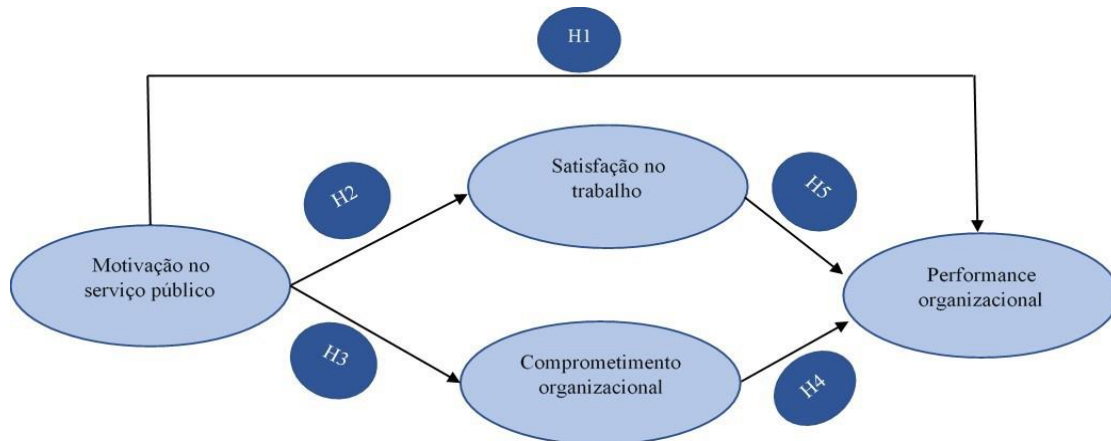 H1
Satisfação no
trabalho
H2
H5
Motivação no
serviço público
Performance
organizacional
H3
Comprometimento
organizacional
H4